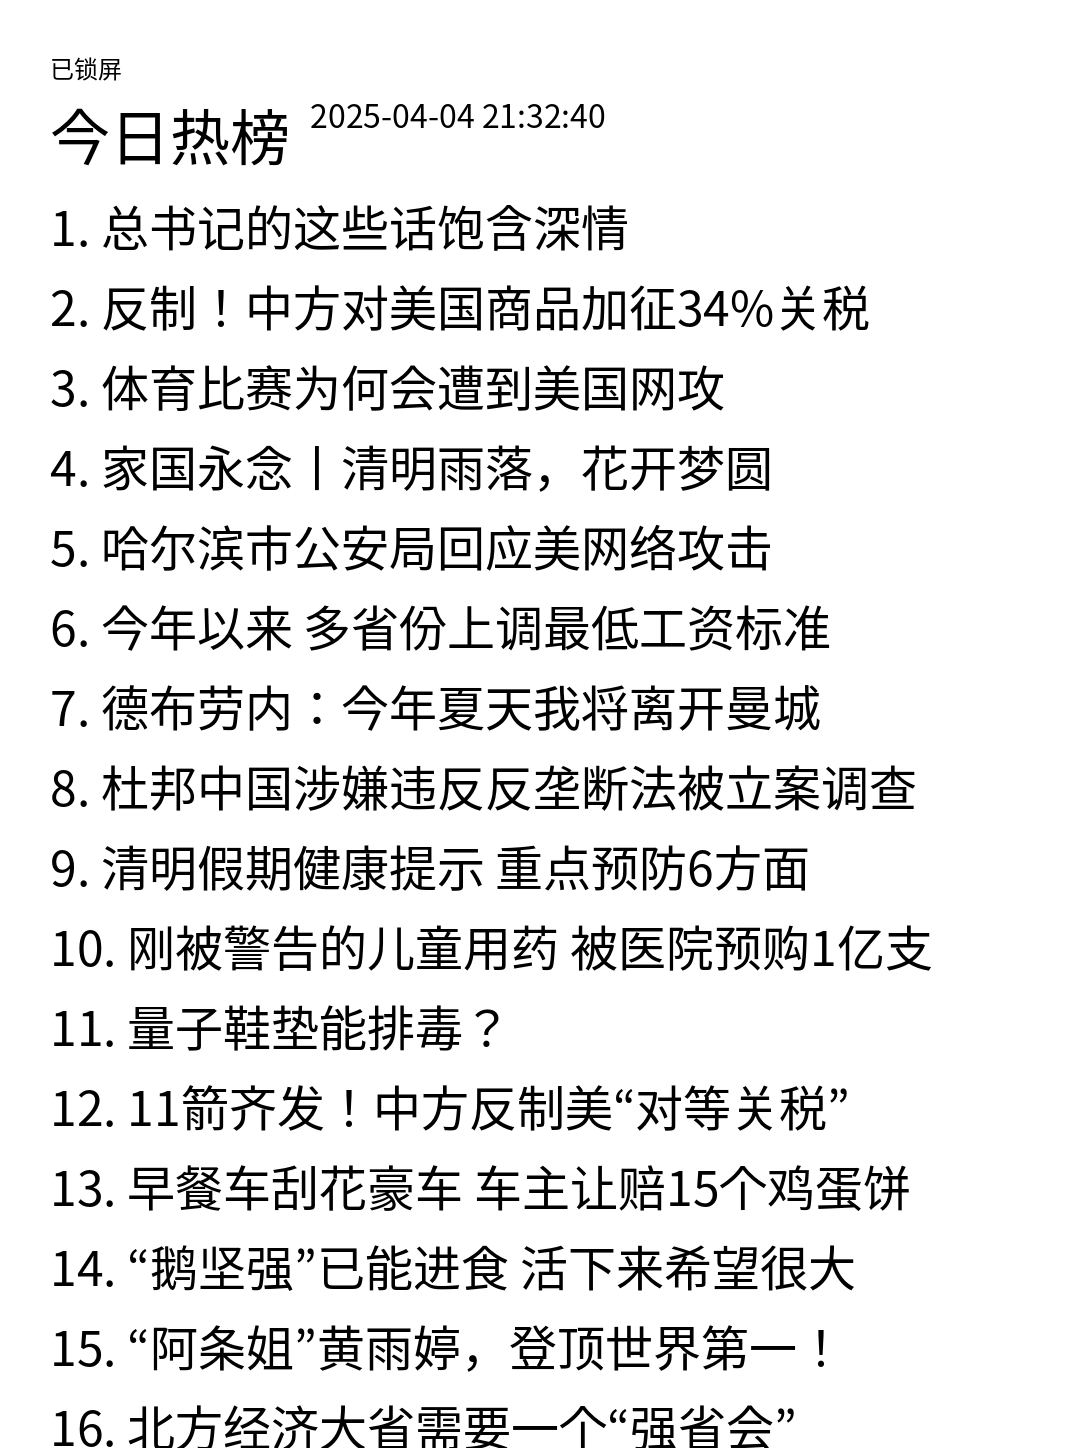 已锁屏
今日热榜 2025-04-04 21:32:40
1. 总书记的这些话饱含深情
2. 反制！中方对美国商品加征34%关税
3. 体育比赛为何会遭到美国网攻
4. 家国永念丨清明雨落，花开梦圆
5. 哈尔滨市公安局回应美网络攻击
6. 今年以来 多省份上调最低工资标准
7. 德布劳内：今年夏天我将离开曼城
8. 杜邦中国涉嫌违反反垄断法被立案调查
9. 清明假期健康提示 重点预防6方面
10. 刚被警告的儿童用药 被医院预购1亿支
11. 量子鞋垫能排毒？
12. 11箭齐发！中方反制美“对等关税”
13. 早餐车刮花豪车 车主让赔15个鸡蛋饼
14. “鹅坚强”已能进食 活下来希望很大
15. “阿条姐”黄雨婷，登顶世界第一！
16. 北方经济大省需要一个“强省会”